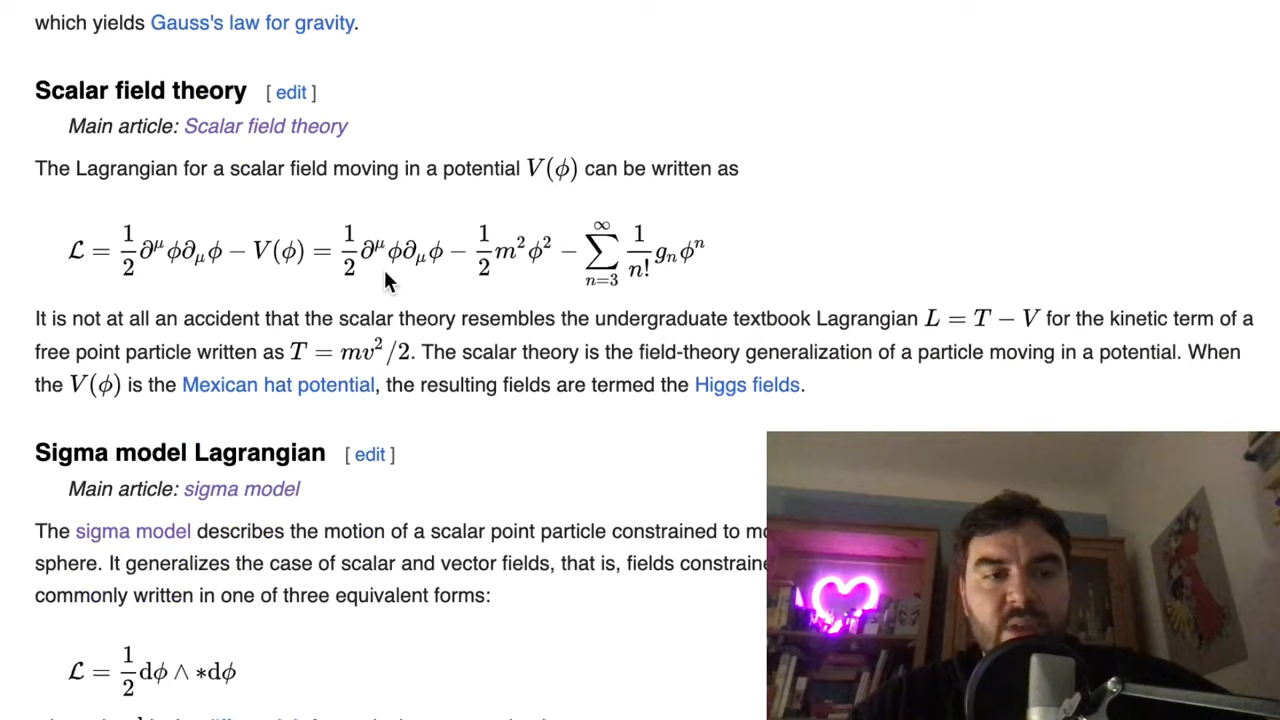 which yields Gauss's law for gravity.
Scalar field theory [ edit ]
Main article: Scalar field theory
The Lagrangian for a scalar field moving in a potential V(ϕ) can be written as
ℒ = 1/2 ∂^μ ϕ∂_μ ϕ − V(ϕ) = 1/2 ∂^μ ϕ∂_μ ϕ − 1/2 m²ϕ² − ∑_{n=3}^{∞} 1/n! g_n ϕ^n
It is not at all an accident that the scalar theory resembles the undergraduate textbook Lagrangian L = T − V for the kinetic term of a
free point particle written as T = mv²/2. The scalar theory is the field-theory generalization of a particle moving in a potential. When
the V(ϕ) is the Mexican hat potential, the resulting fields are termed the Higgs fields.
Sigma model Lagrangian [ edit ]
Main article: sigma model
The sigma model describes the motion of a scalar point particle constrained to
sphere. It generalizes the case of scalar and vector fields, that is, fields
commonly written in one of three equivalent forms:
ℒ = 1/2 dϕ ∧ ∗dϕ